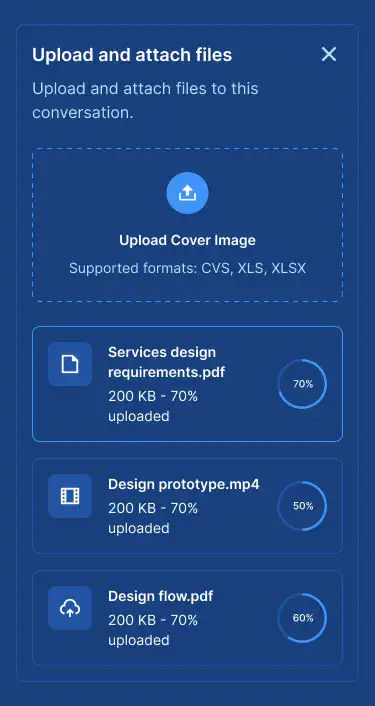 Upload and attach files
Upload and attach files to this
conversation.
Upload Cover Image
Supported formats: CVS, XLS, XLSX
Services design
requirements.pdf
200 KB - 70%
uploaded
70%
Design prototype.mp4
200 KB - 70%
uploaded
50%
Design flow.pdf
200 KB - 70%
uploaded
60%